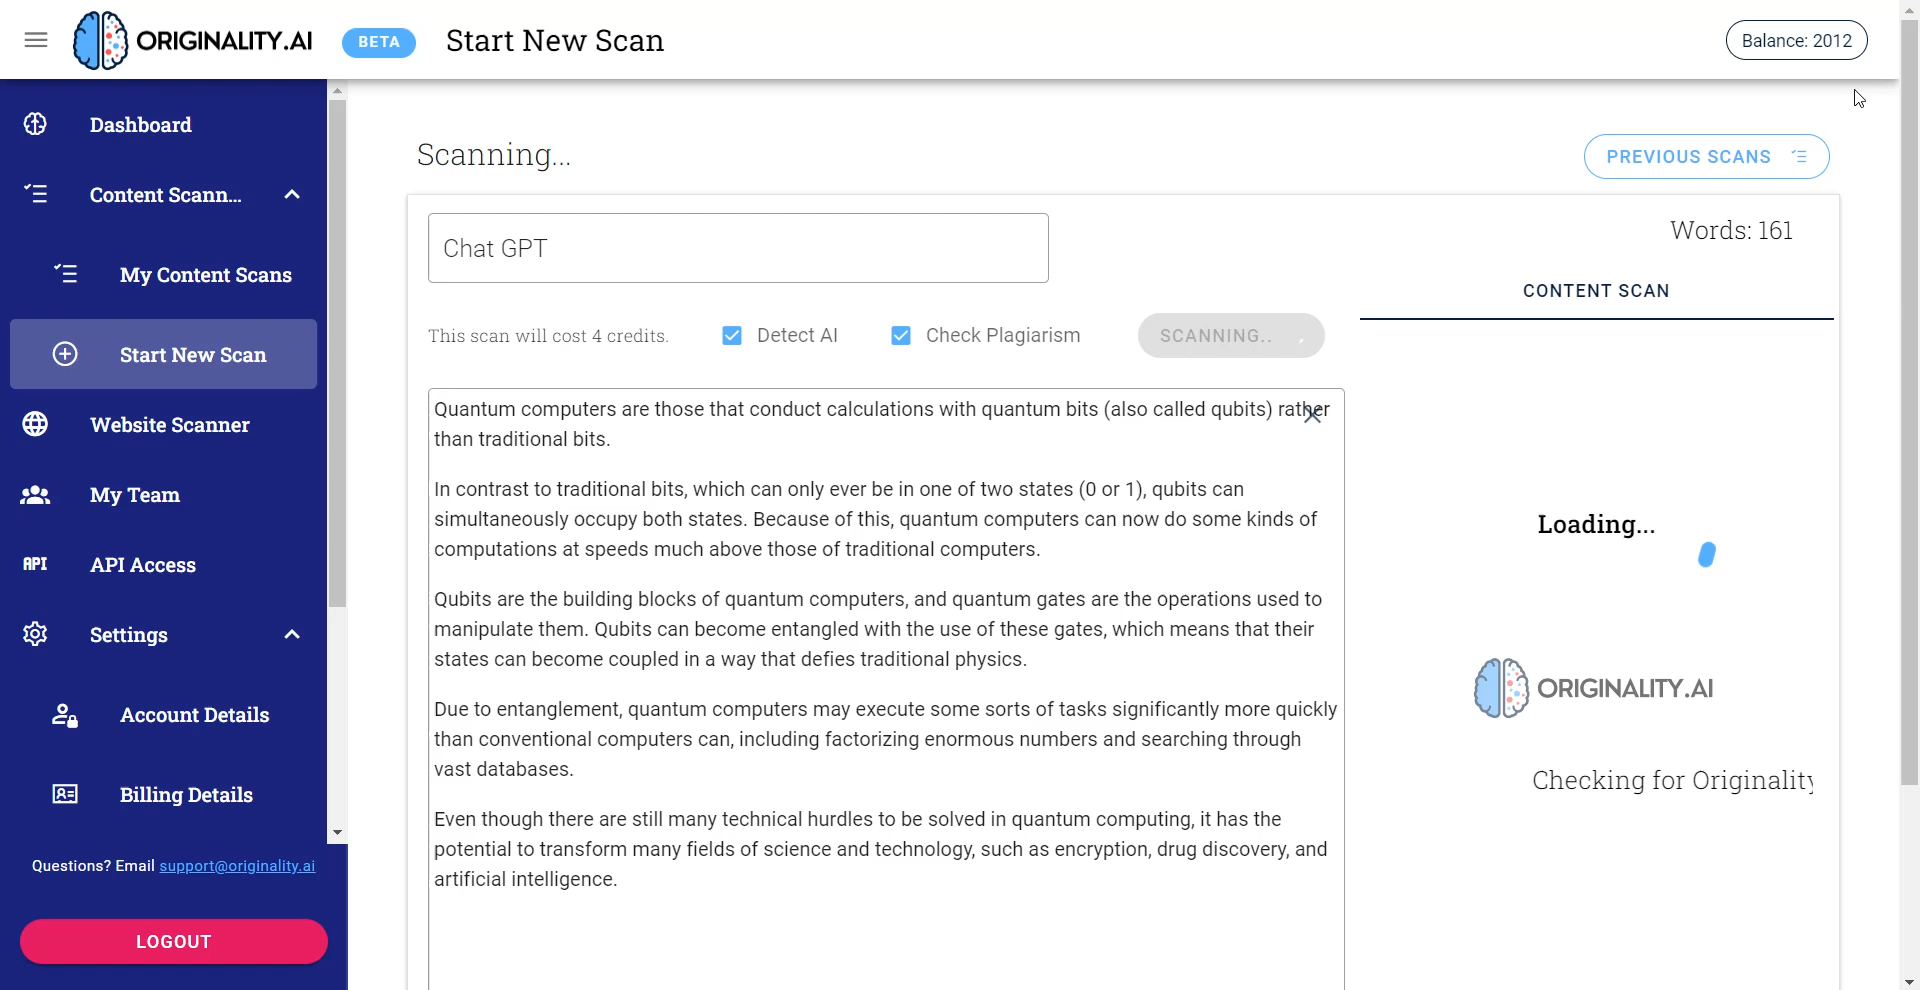 ORIGINALITY.AI
BETA
Start New Scan
Balance: 2012
Dashboard
Content Scann...
My Content Scans
Start New Scan
Website Scanner
My Team
API
API Access
Settings
Account Details
Billing Details
Questions? Email support@originality.ai
LOGOUT
Scanning...
PREVIOUS SCANS
Chat GPT
Words: 161
CONTENT SCAN
This scan will cost 4 credits.
Detect AI
Check Plagiarism
SCANNING..
Quantum computers are those that conduct calculations with quantum bits (also called qubits) rather
than traditional bits.
In contrast to traditional bits, which can only ever be in one of two states (0 or 1), qubits can
simultaneously occupy both states. Because of this, quantum computers can now do some kinds of
computations at speeds much above those of traditional computers.
Qubits are the building blocks of quantum computers, and quantum gates are the operations used to
manipulate them. Qubits can become entangled with the use of these gates, which means that their
states can become coupled in a way that defies traditional physics.
Due to entanglement, quantum computers may execute some sorts of tasks significantly more quickly
than conventional computers can, including factorizing enormous numbers and searching through
vast databases.
Even though there are still many technical hurdles to be solved in quantum computing, it has the
potential to transform many fields of science and technology, such as encryption, drug discovery, and
artificial intelligence.
Loading...
ORIGINALITY.AI
Checking for Originality